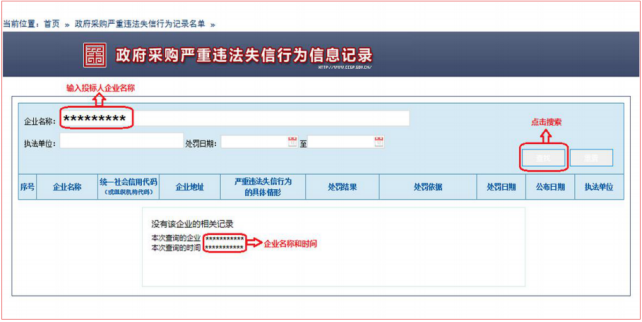 当前位置：首页 » 政府采购严重违法失信行为记录名单 »
政府采购严重违法失信行为信息记录
HTTP://WWW.CCGP.GOV.CN/
输入投标人企业名称
企业名称： *********
点击搜索
执法单位： 处罚日期： 至
序号 企业名称 统一社会信用代码（或组织机构代码） 企业地址 严重违法失信行为的具体情形 处罚结果 处罚依据 处罚日期 公布日期 执法单位
没有该企业的相关记录
本次查询的企业 **********
本次查询的时间 **********
企业名称和时间